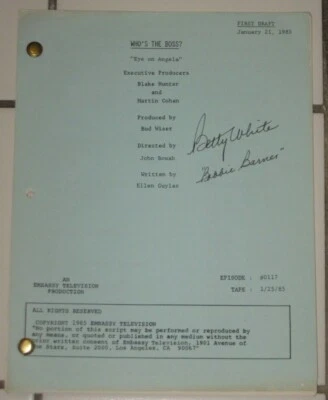 FIRST DRAFT
January 21, 1985
WHO'S THE BOSS?
"Eye on Angela"
Executive Producers
Blake Hunter
and
Martin Cohan
Produced by
Bud Wiser
Directed by
John Bowab
Written by
Ellen Guylas
Betty White
"Bobbie Barnes"
AN
EMBASSY TELEVISION
PRODUCTION
EPISODE : #0117
TAPE : 1/25/85
ALL RIGHTS RESERVED
COPYRIGHT 1985 EMBASSY TELEVISION
"No portion of this script may be performed or reproduced by
any means, or quoted or published in any medium without the
prior written consent of Embassy Television, 1901 Avenue of
the Stars, Suite 2000, Los Angeles, CA 90067"